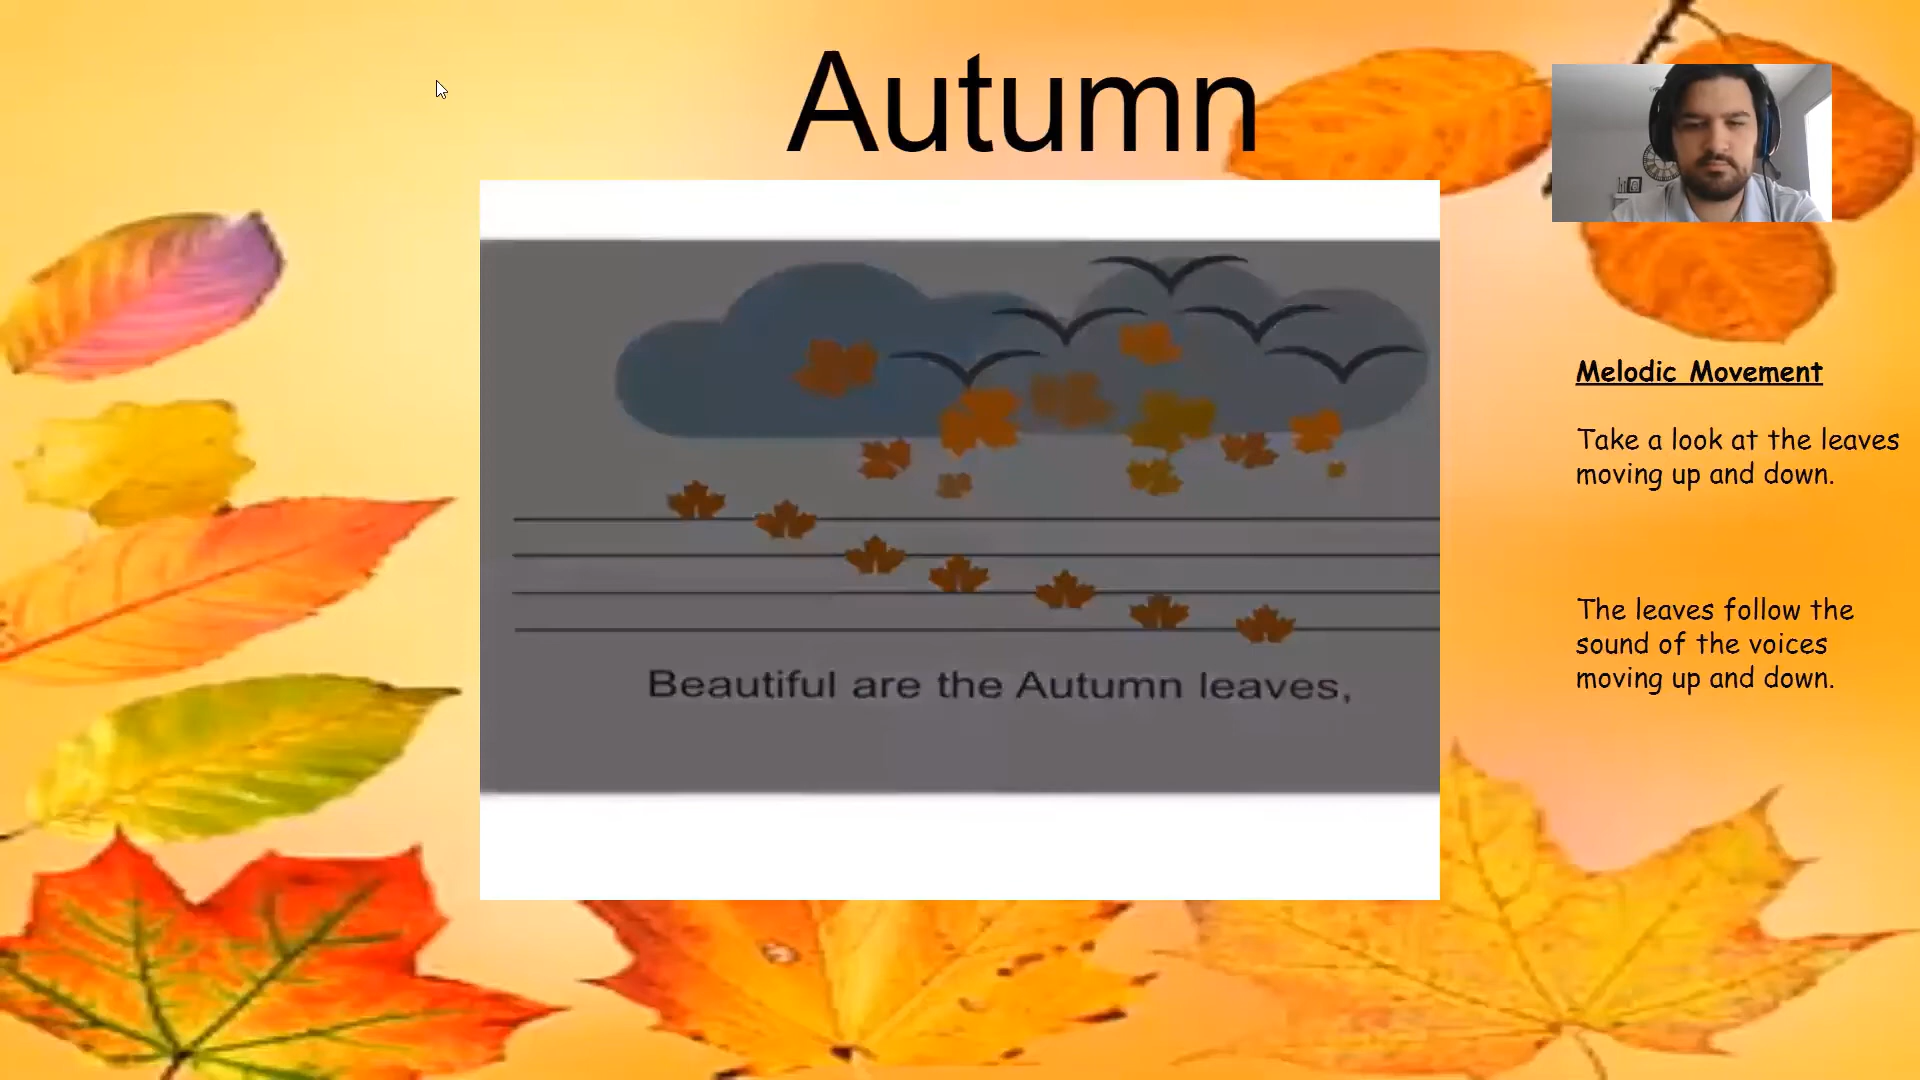 Autumn
Beautiful are the Autumn leaves,
Melodic Movement
Take a look at the leaves
moving up and down.
The leaves follow the
sound of the voices
moving up and down.